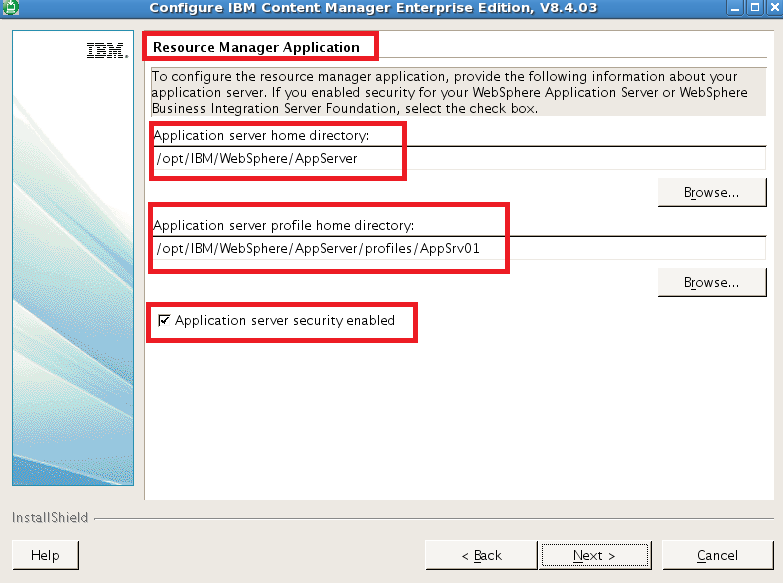 Configure IBM Content Manager Enterprise Edition, V8.4.03
IBM.
Resource Manager Application
To configure the resource manager application, provide the following information about your
application server. If you enabled security for your WebSphere Application Server or WebSphere
Business Integration Server Foundation, select the check box.
Application server home directory:
/opt/IBM/WebSphere/AppServer
Browse...
Application server profile home directory:
/opt/IBM/WebSphere/AppServer/profiles/AppSrv01
Browse...
Application server security enabled
InstallShield
Help
< Back
Next >
Cancel